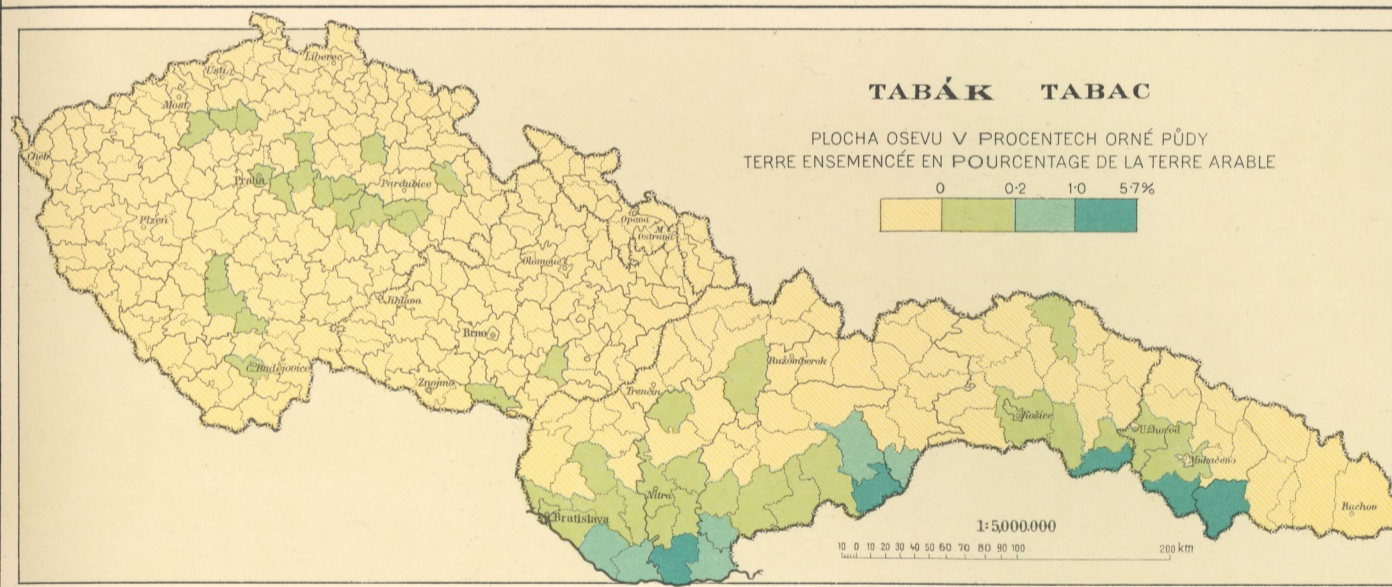 TABÁK TABAC
PLOCHA OSEVU V PROCENTECH ORNÉ PŮDY
TERRE ENSEMENCÉE EN POURCENTAGE DE LA TERRE ARABLE
0 0·2 1·0 5·7%
Liberec
Ústí
Most
Cheb
Praha
Pardubice
Plzeň
Opava
M.
Ostrava
Olomouc
Jihlava
Brno
Č. Budějovice
Znojmo
Ružomberok
Trenčín
Košice
Užhorod
Mukačevo
Nitra
Bratislava
Rachov
1:5,000.000
10 0 10 20 30 40 50 60 70 80 90 100 200 km